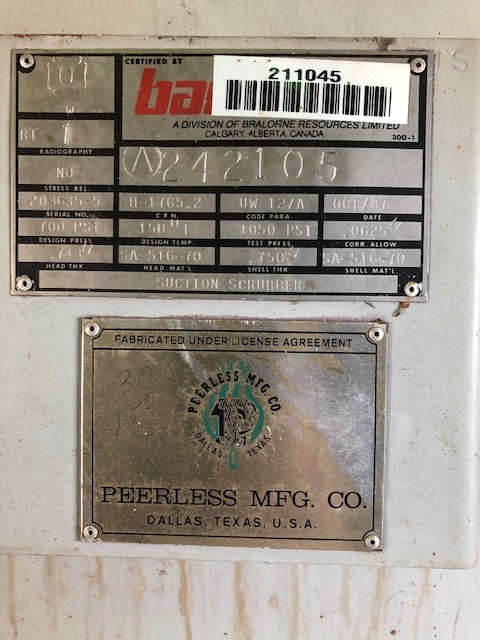 U
CERTIFIED BY
211045
W
A DIVISION OF BRALORNE RESOURCES LIMITED
CALGARY, ALBERTA, CANADA
300-1
RT 1
RADIOGRAPHY
A242105
NO
STRESS REL.
203635-5 H-1765.2 UW 12/A OCT/87
SERIAL NO. C.R.N. CODE PARA. DATE
700 PSI 150°F 1050 PSI .0625"
DESIGN PRESS. DESIGN TEMP TEST PRESS. CORR. ALLOW
SA-516-70 .750" SA-516-70
HEAD THK HEAD MAT'L. SHELL THK SHELL MAT'L.
SUCTION SCRUBBER
FABRICATED UNDER LICENSE AGREEMENT
PEERLESS MFG. CO.
DALLAS, TEXAS
PEERLESS MFG. CO.
DALLAS, TEXAS, U.S.A.